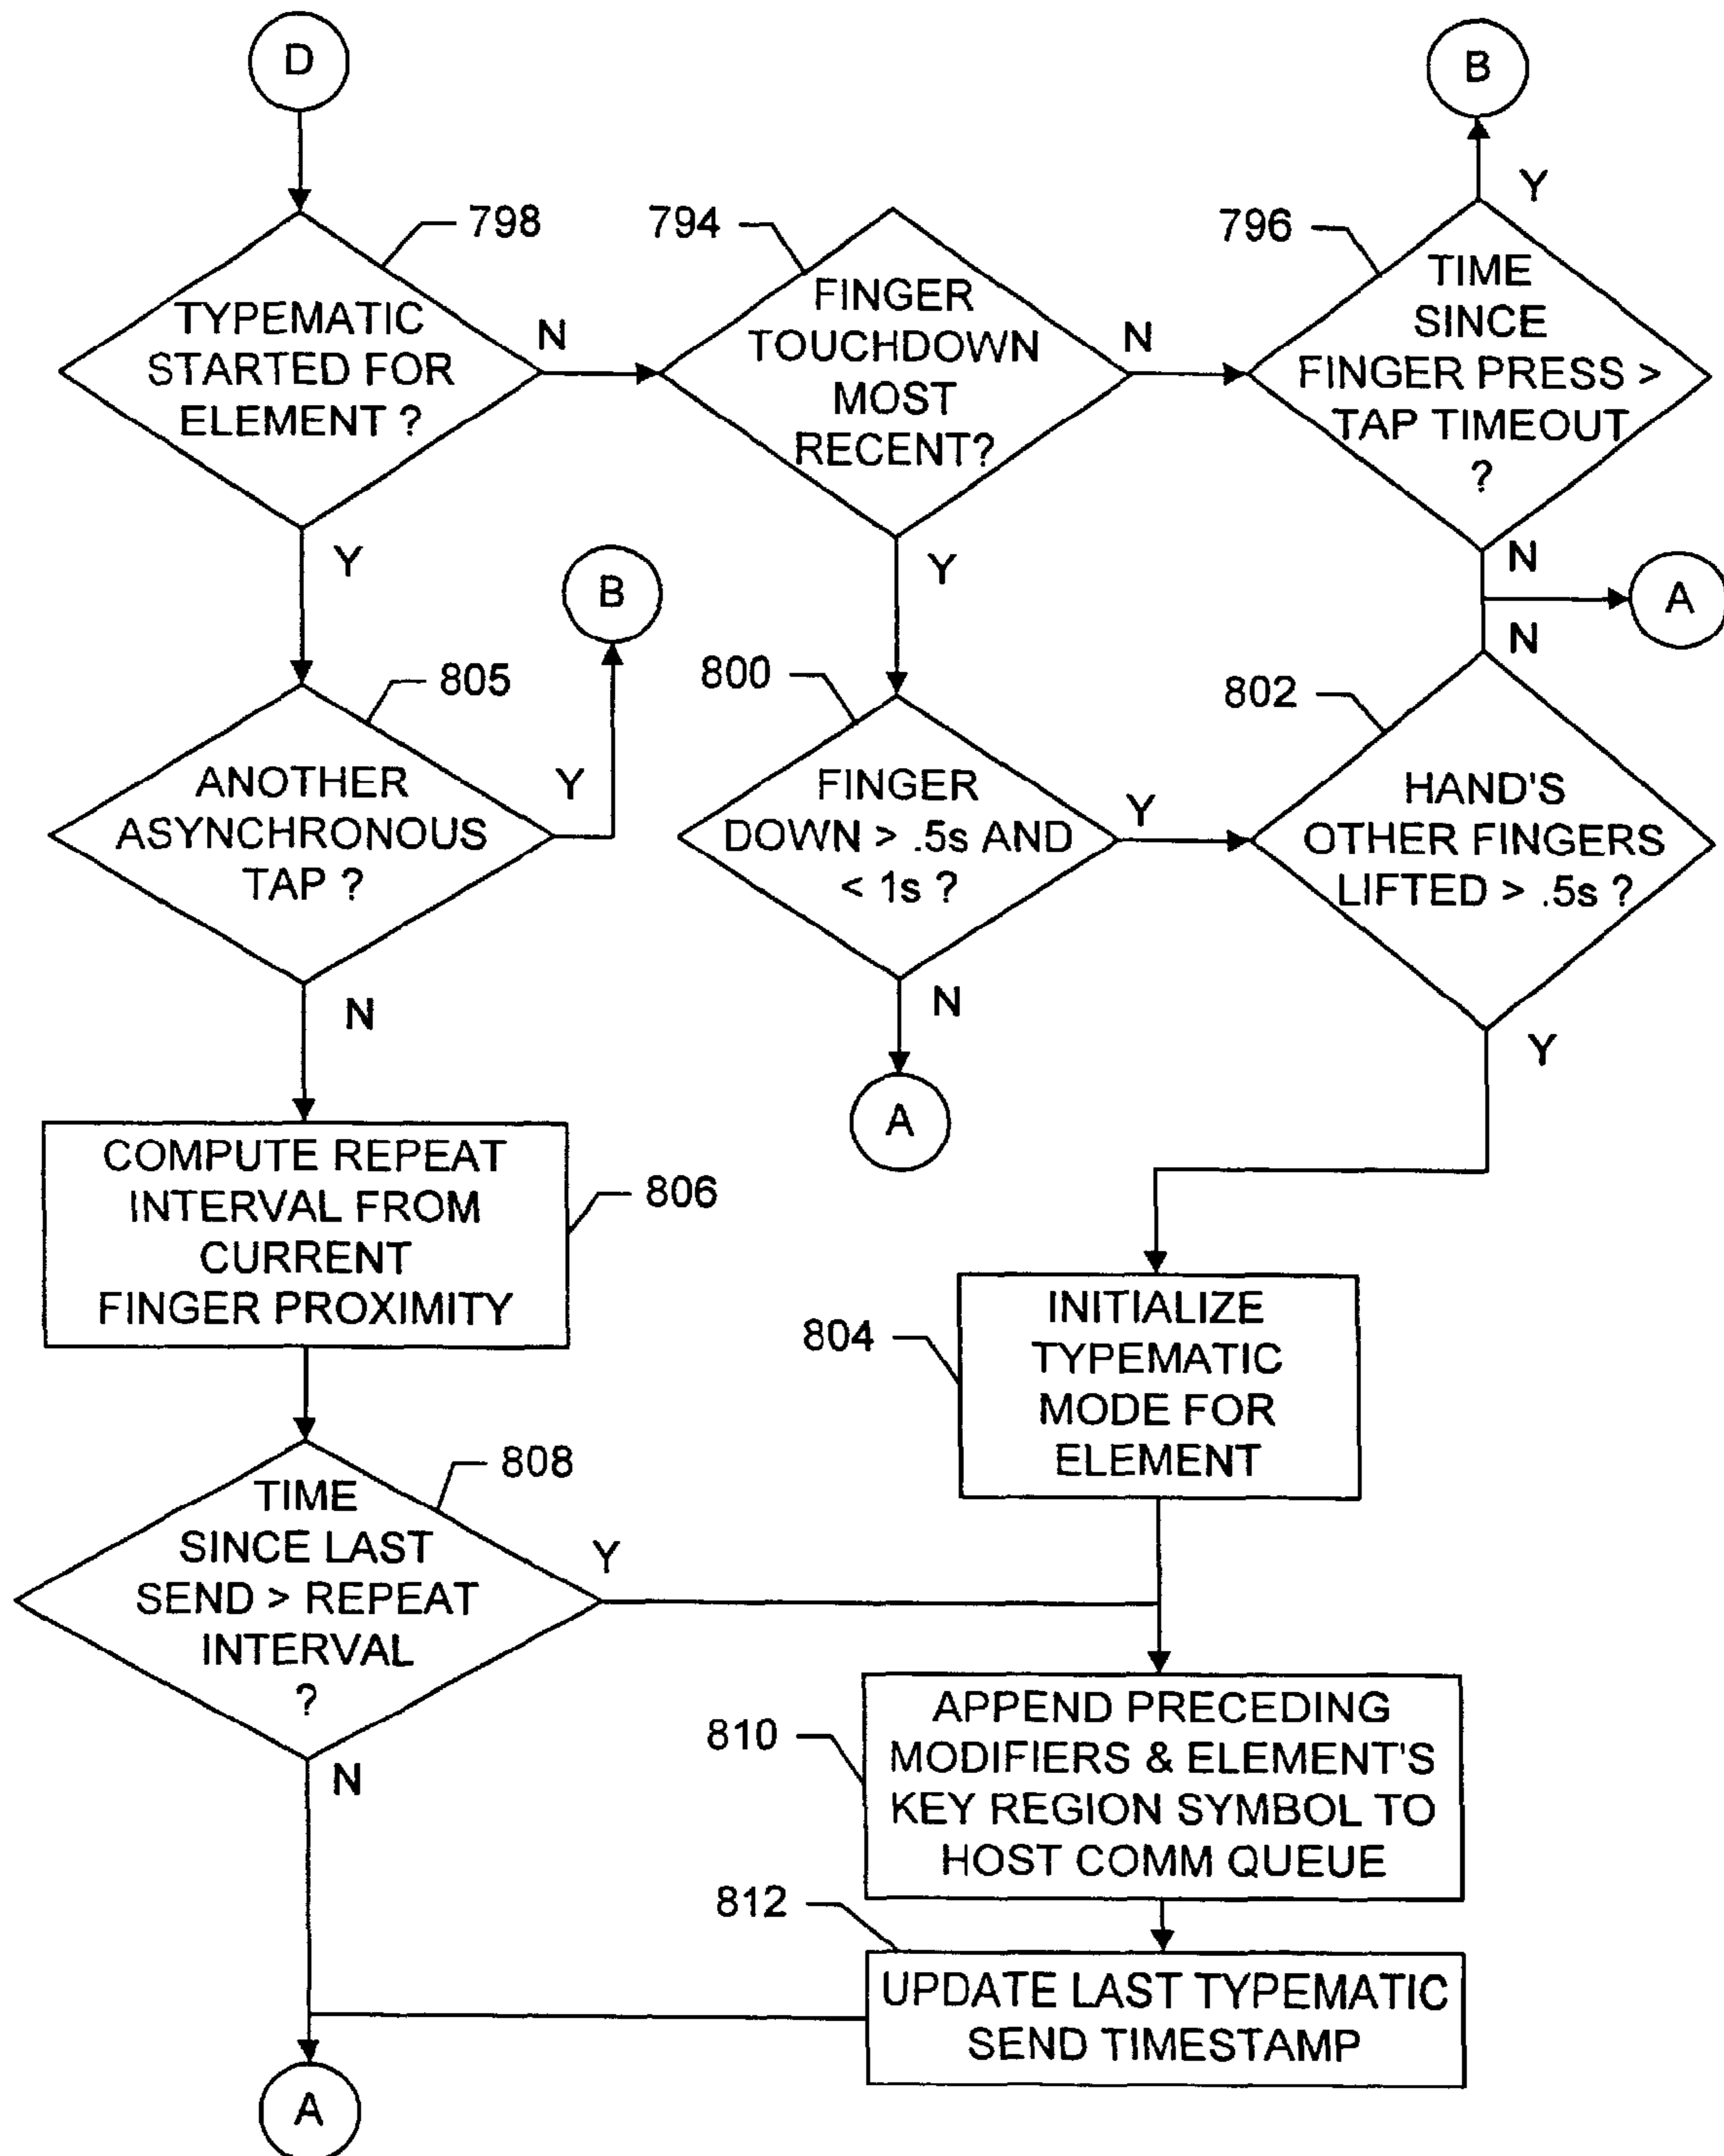 D
B
798
794
796
TYPEMATIC
STARTED FOR
ELEMENT ?
N
Y
FINGER
TOUCHDOWN
MOST
RECENT?
N
Y
Y
TIME
SINCE
FINGER PRESS >
TAP TIMEOUT
?
N
A
N
B
805
ANOTHER
ASYNCHRONOUS
TAP ?
Y
N
800
FINGER
DOWN > .5s AND
< 1s ?
Y
N
A
802
HAND'S
OTHER FINGERS
LIFTED > .5s ?
Y
COMPUTE REPEAT
INTERVAL FROM
CURRENT
FINGER PROXIMITY
806
804
INITIALIZE
TYPEMATIC
MODE FOR
ELEMENT
808
TIME
SINCE LAST
SEND > REPEAT
INTERVAL
?
Y
N
810
APPEND PRECEDING
MODIFIERS & ELEMENT'S
KEY REGION SYMBOL TO
HOST COMM QUEUE
812
UPDATE LAST TYPEMATIC
SEND TIMESTAMP
A